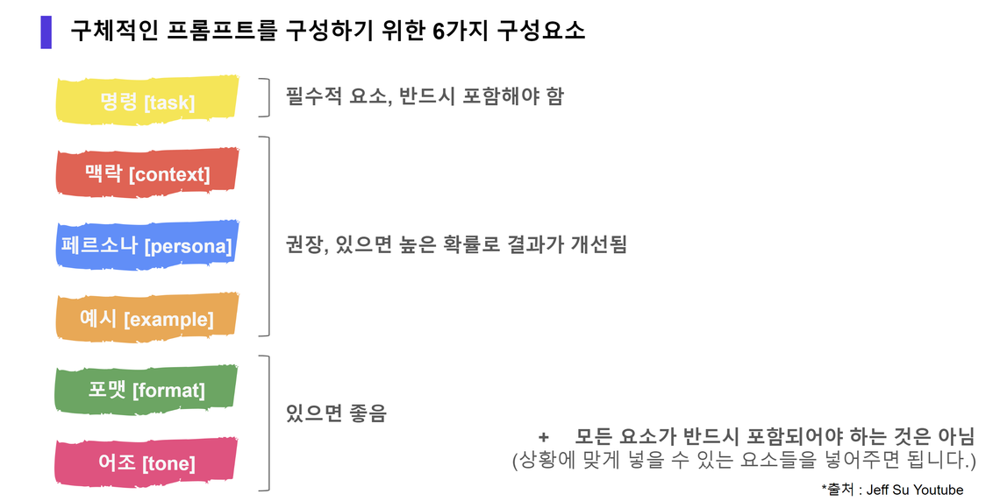 구체적인 프롬프트를 구성하기 위한 6가지 구성요소
명령 [task]
필수적 요소, 반드시 포함해야 함
맥락 [context]
페르소나 [persona]
권장, 있으면 높은 확률로 결과가 개선됨
예시 [example]
포맷 [format]
있으면 좋음
어조 [tone]
+ 모든 요소가 반드시 포함되어야 하는 것은 아님
(상황에 맞게 넣을 수 있는 요소들을 넣어주면 됩니다.)
*출처 : Jeff Su Youtube